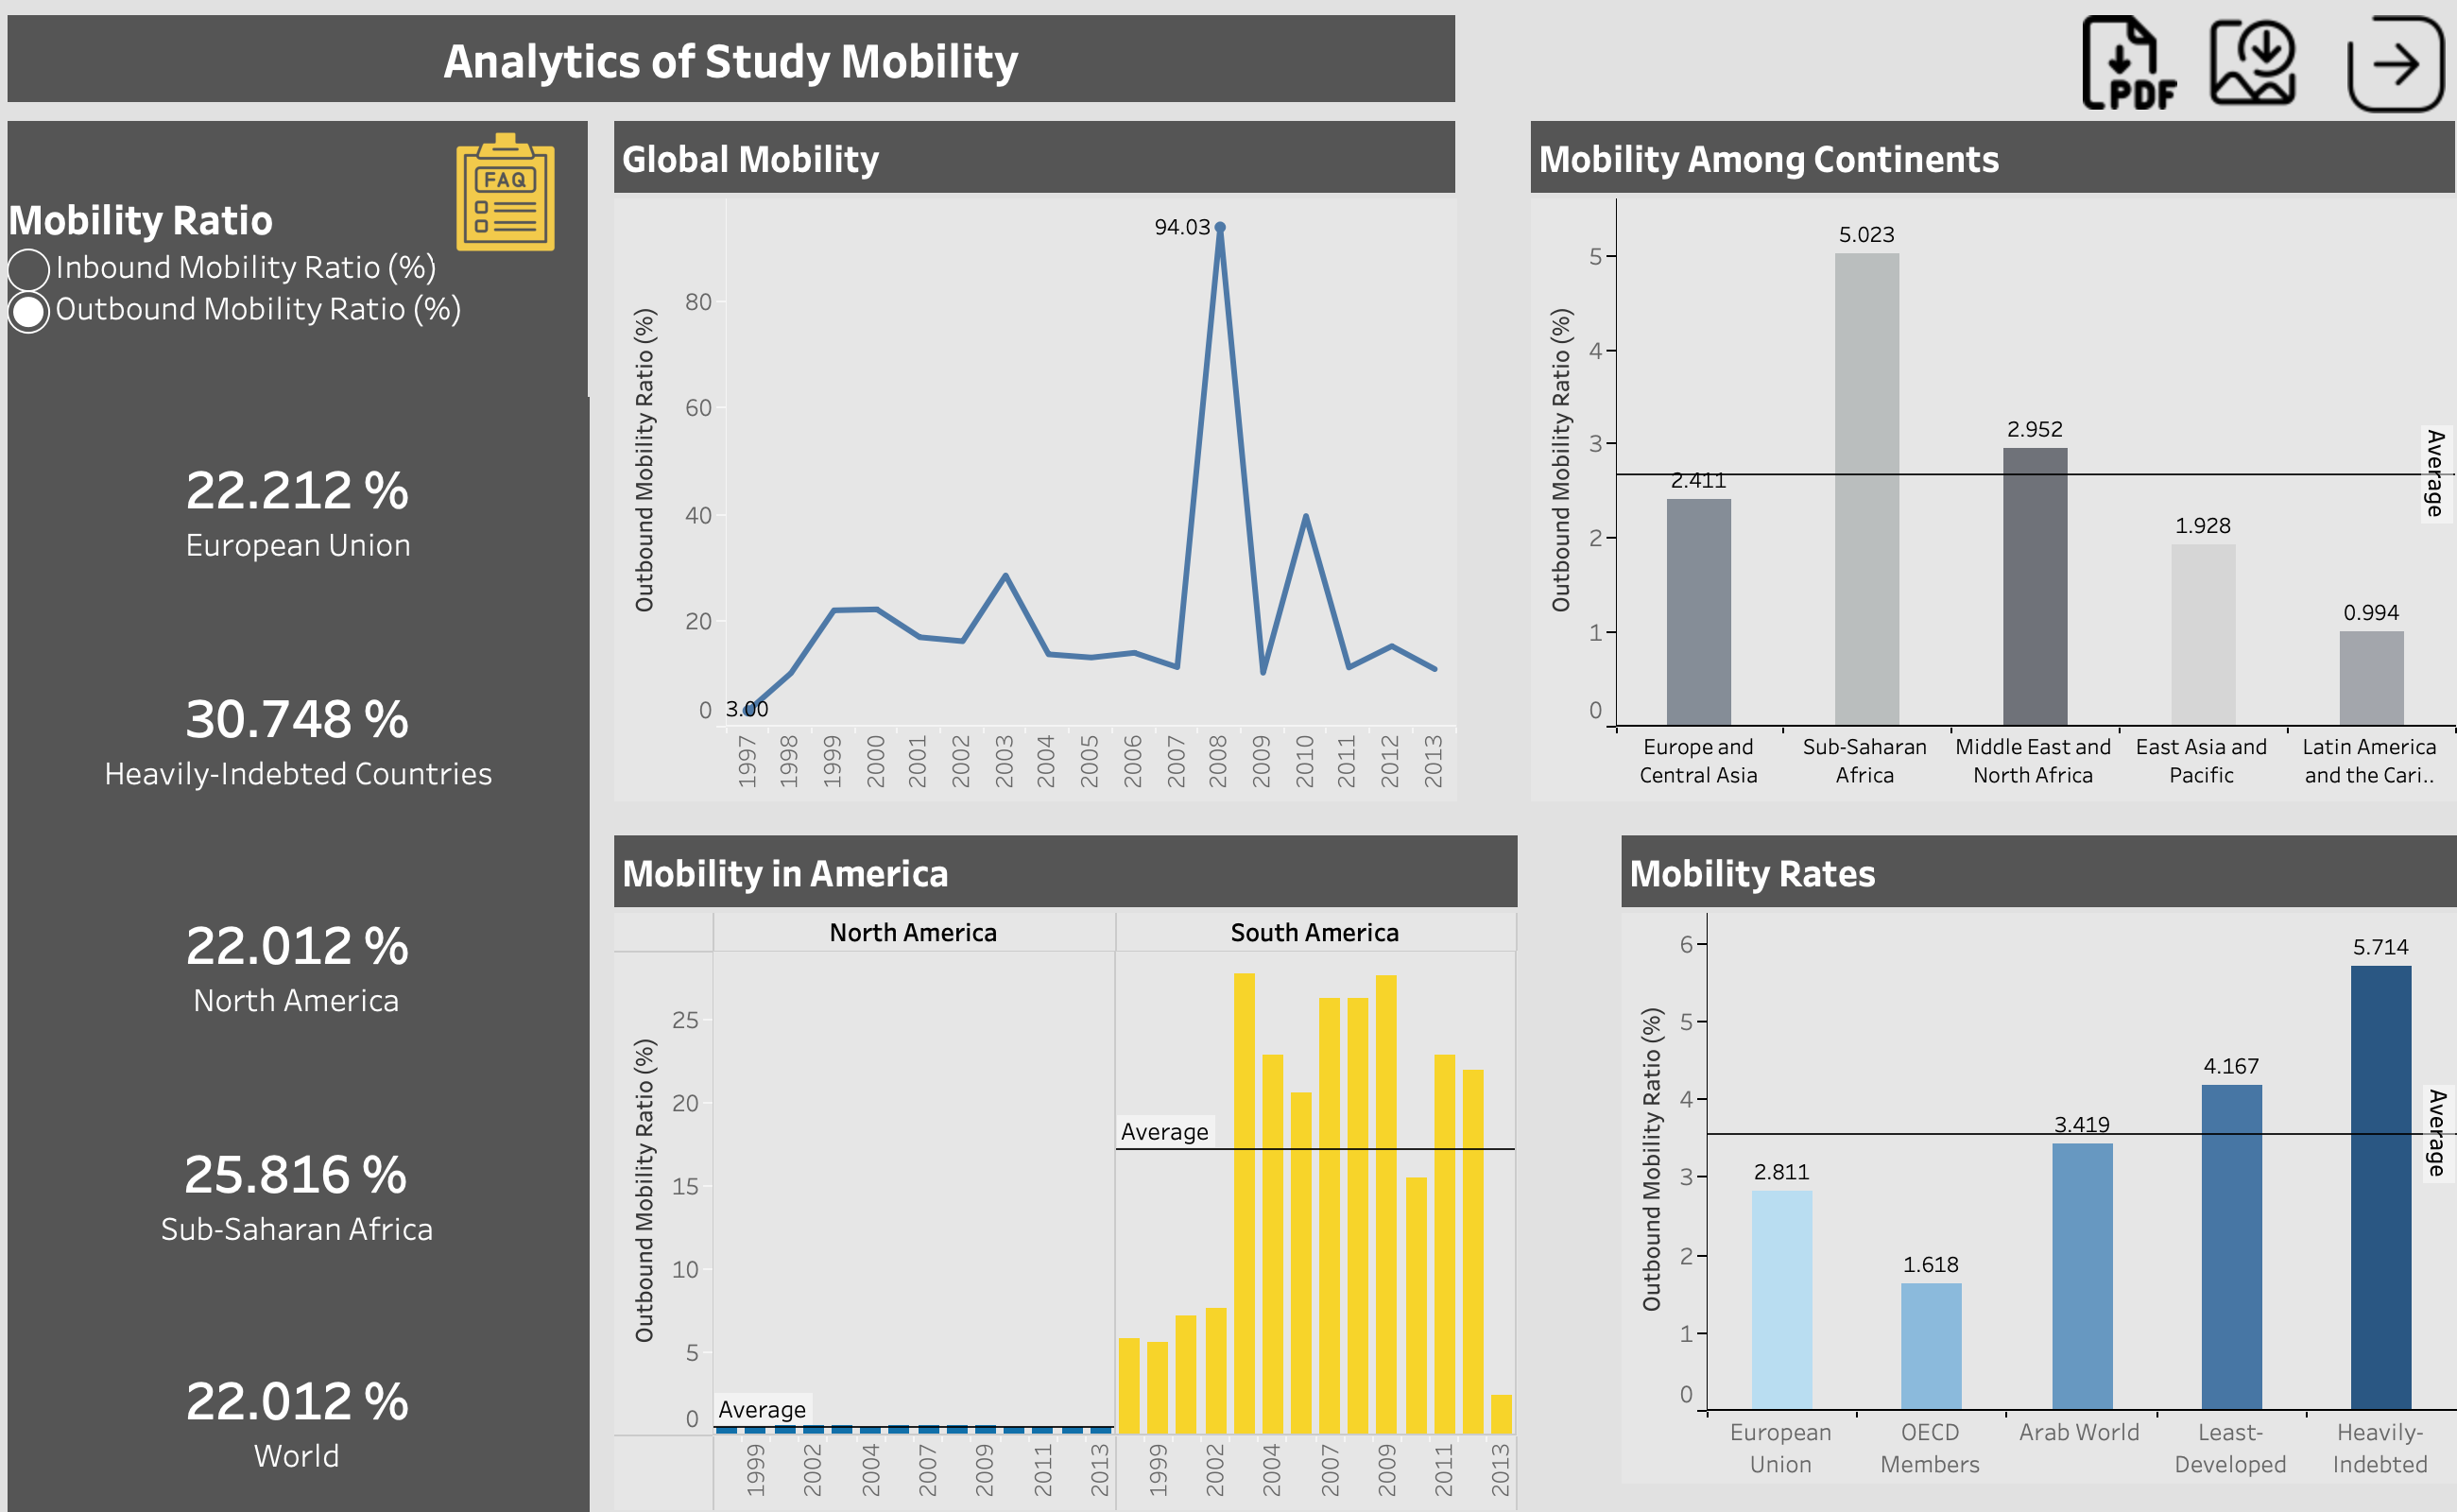 Analytics of Study Mobility
PDF
FAQ
Mobility Ratio
Inbound Mobility Ratio (%)
Outbound Mobility Ratio (%)
22.212 %
European Union
30.748 %
Heavily-Indebted Countries
22.012 %
North America
25.816 %
Sub-Saharan Africa
22.012 %
World
Global Mobility
Outbound Mobility Ratio (%)
80
60
40
20
0
94.03
3.00
1997
1998
1999
2000
2001
2002
2003
2004
2005
2006
2007
2008
2009
2010
2011
2012
2013
Mobility Among Continents
Outbound Mobility Ratio (%)
5
4
3
2
1
0
2.411
5.023
2.952
1.928
0.994
Average
Europe and
Central Asia
Sub-Saharan
Africa
Middle East and
North Africa
East Asia and
Pacific
Latin America
and the Cari..
Mobility in America
North America
South America
Outbound Mobility Ratio (%)
25
20
15
10
5
0
Average
Average
1999
2002
2004
2007
2009
2011
2013
1999
2002
2004
2007
2009
2011
2013
Mobility Rates
Outbound Mobility Ratio (%)
6
5
4
3
2
1
0
2.811
1.618
3.419
4.167
5.714
Average
European
Union
OECD
Members
Arab World
Least-
Developed
Heavily-
Indebted